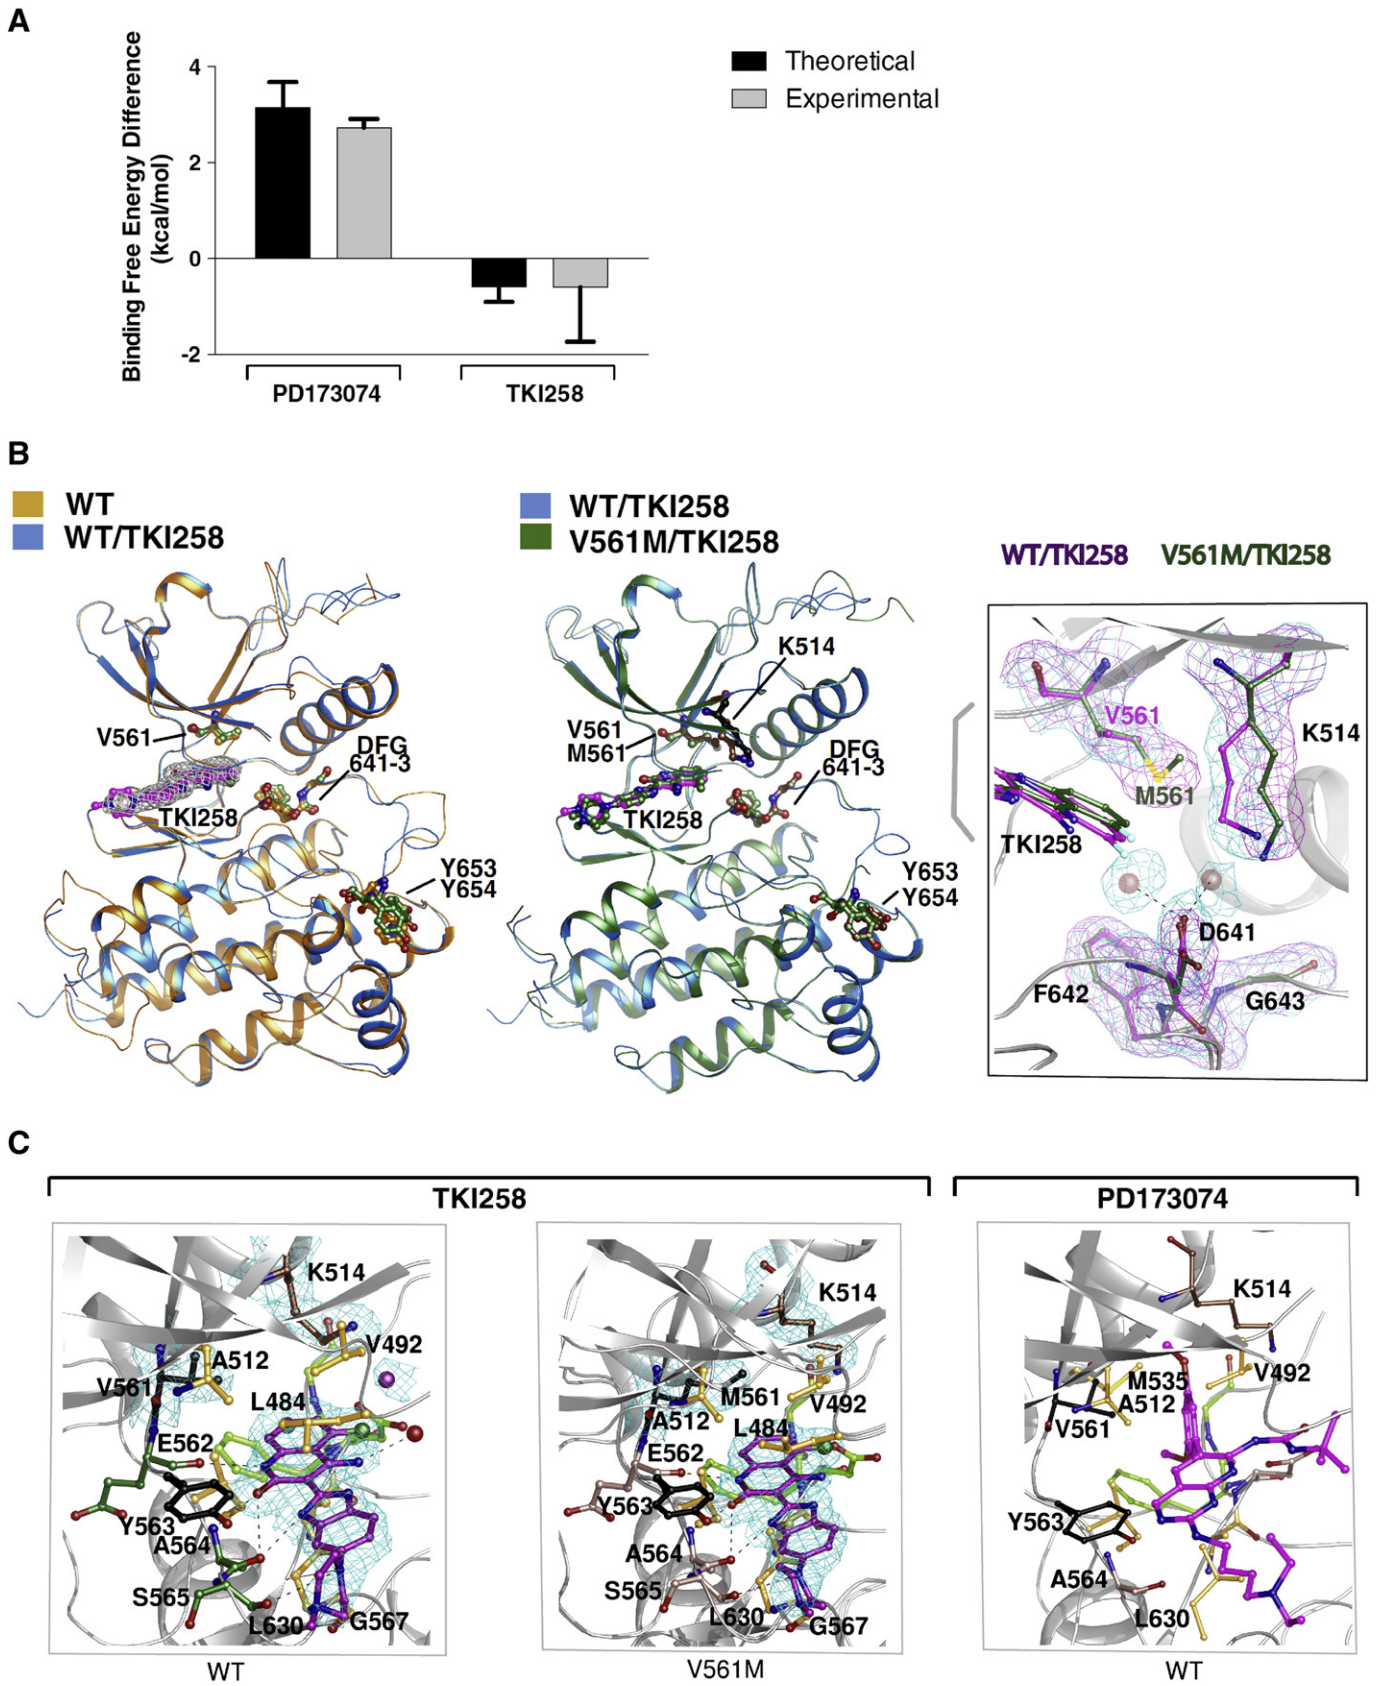 A
Binding Free Energy Difference
(kcal/mol)
4
2
0
-2
PD173074
TKI258
Theoretical
Experimental
B
WT
WT/TKI258
V561
DFG
641-3
TKI258
Y653
Y654
WT/TKI258
V561M/TKI258
K514
V561
M561
DFG
641-3
TKI258
Y653
Y654
WT/TKI258 V561M/TKI258
V561
K514
M561
TKI258
D641
F642
G643
C
TKI258
K514
V492
A512
V561
L484
E562
Y563
A564
S565
L630
G567
WT
K514
M561
V492
A512
L484
E562
Y563
A564
S565
L630
G567
V561M
PD173074
K514
V492
M535
A512
V561
Y563
A564
L630
WT